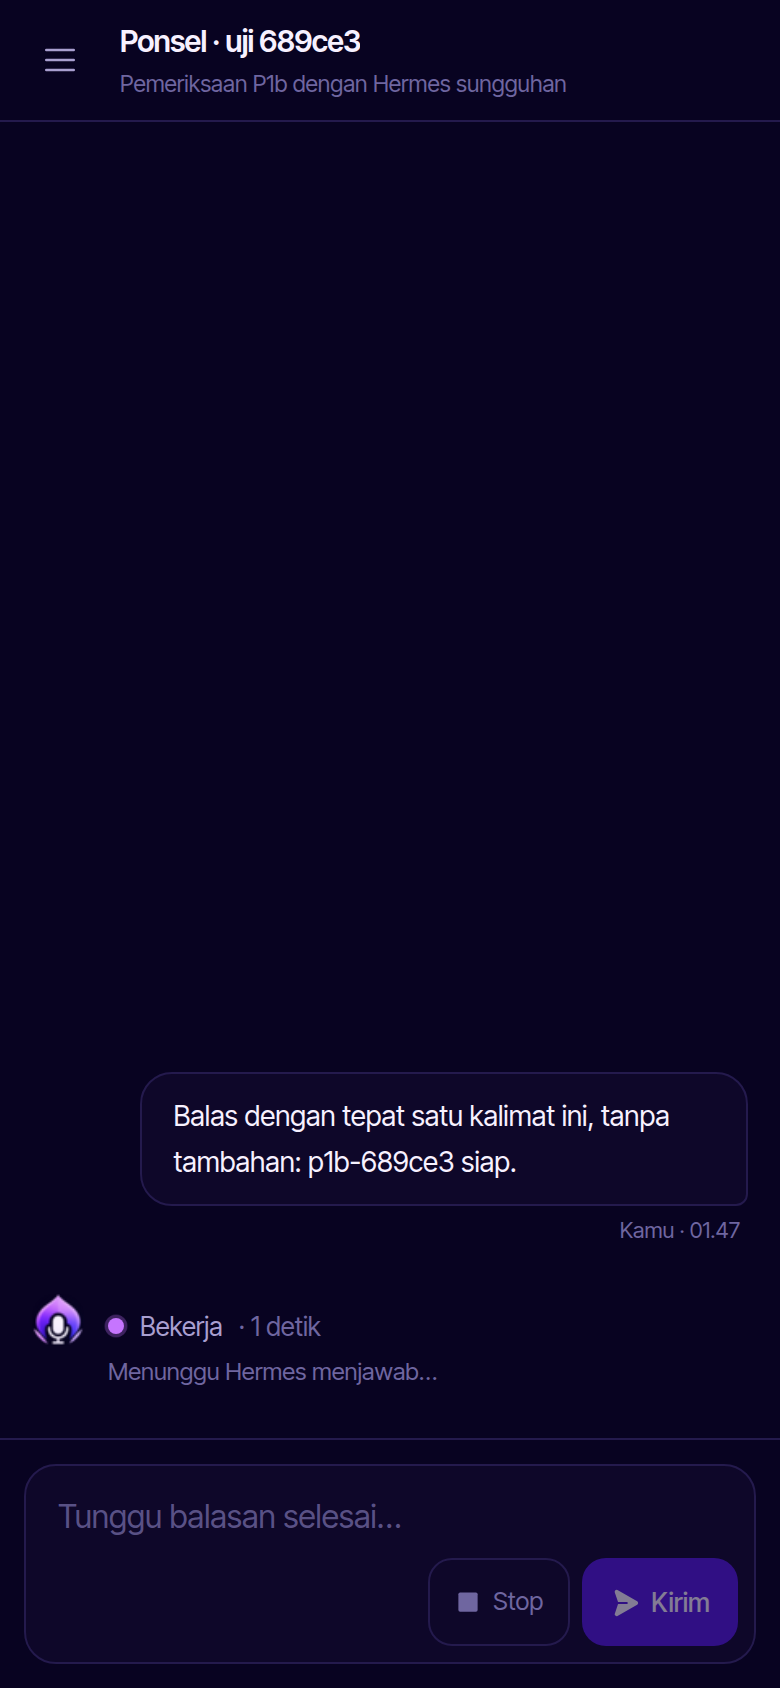 Ponsel · uji 689ce3
Pemeriksaan P1b dengan Hermes sungguhan
Balas dengan tepat satu kalimat ini, tanpa
tambahan: p1b-689ce3 siap.
Kamu · 01.47
Bekerja · 1 detik
Menunggu Hermes menjawab...
Tunggu balasan selesai...
Stop
Kirim